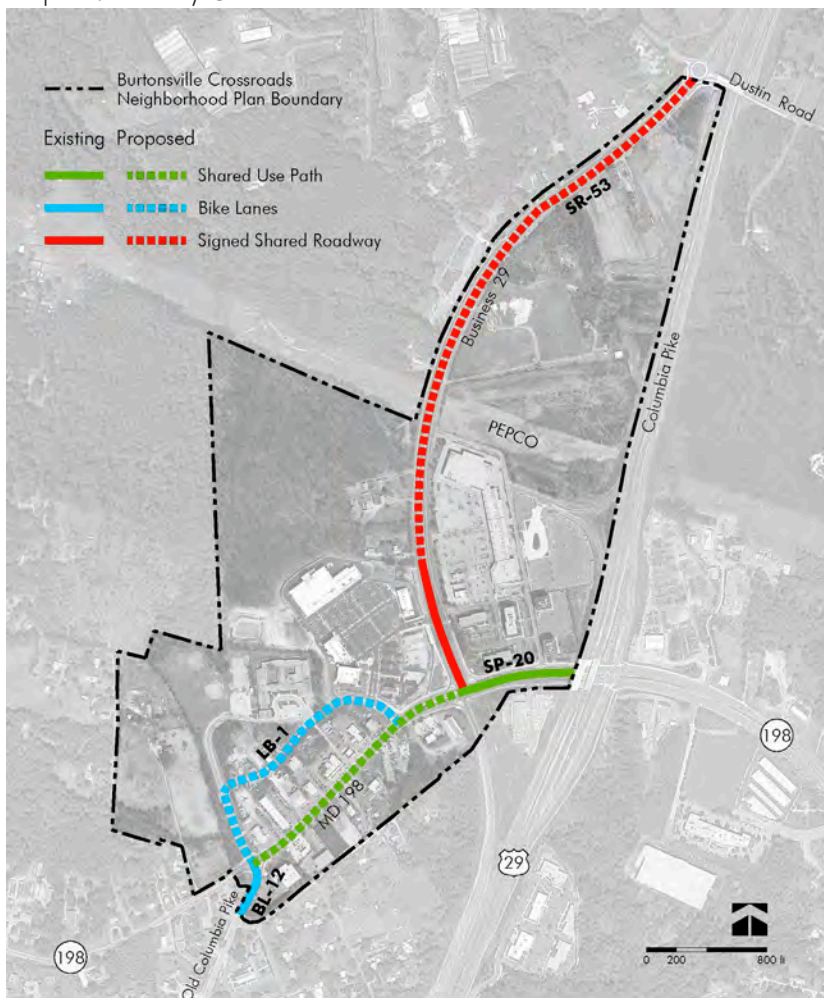 Burtonsville Crossroads
Neighborhood Plan Boundary
Existing Proposed
Shared Use Path
Bike Lanes
Signed Shared Roadway
Dustin Road
SR-53
Business 29
Columbia Pike
PEPCO
SP-20
LB-1
MD 198
198
29
BL-12
Old Columbia Pike
198
0 200 800 ft